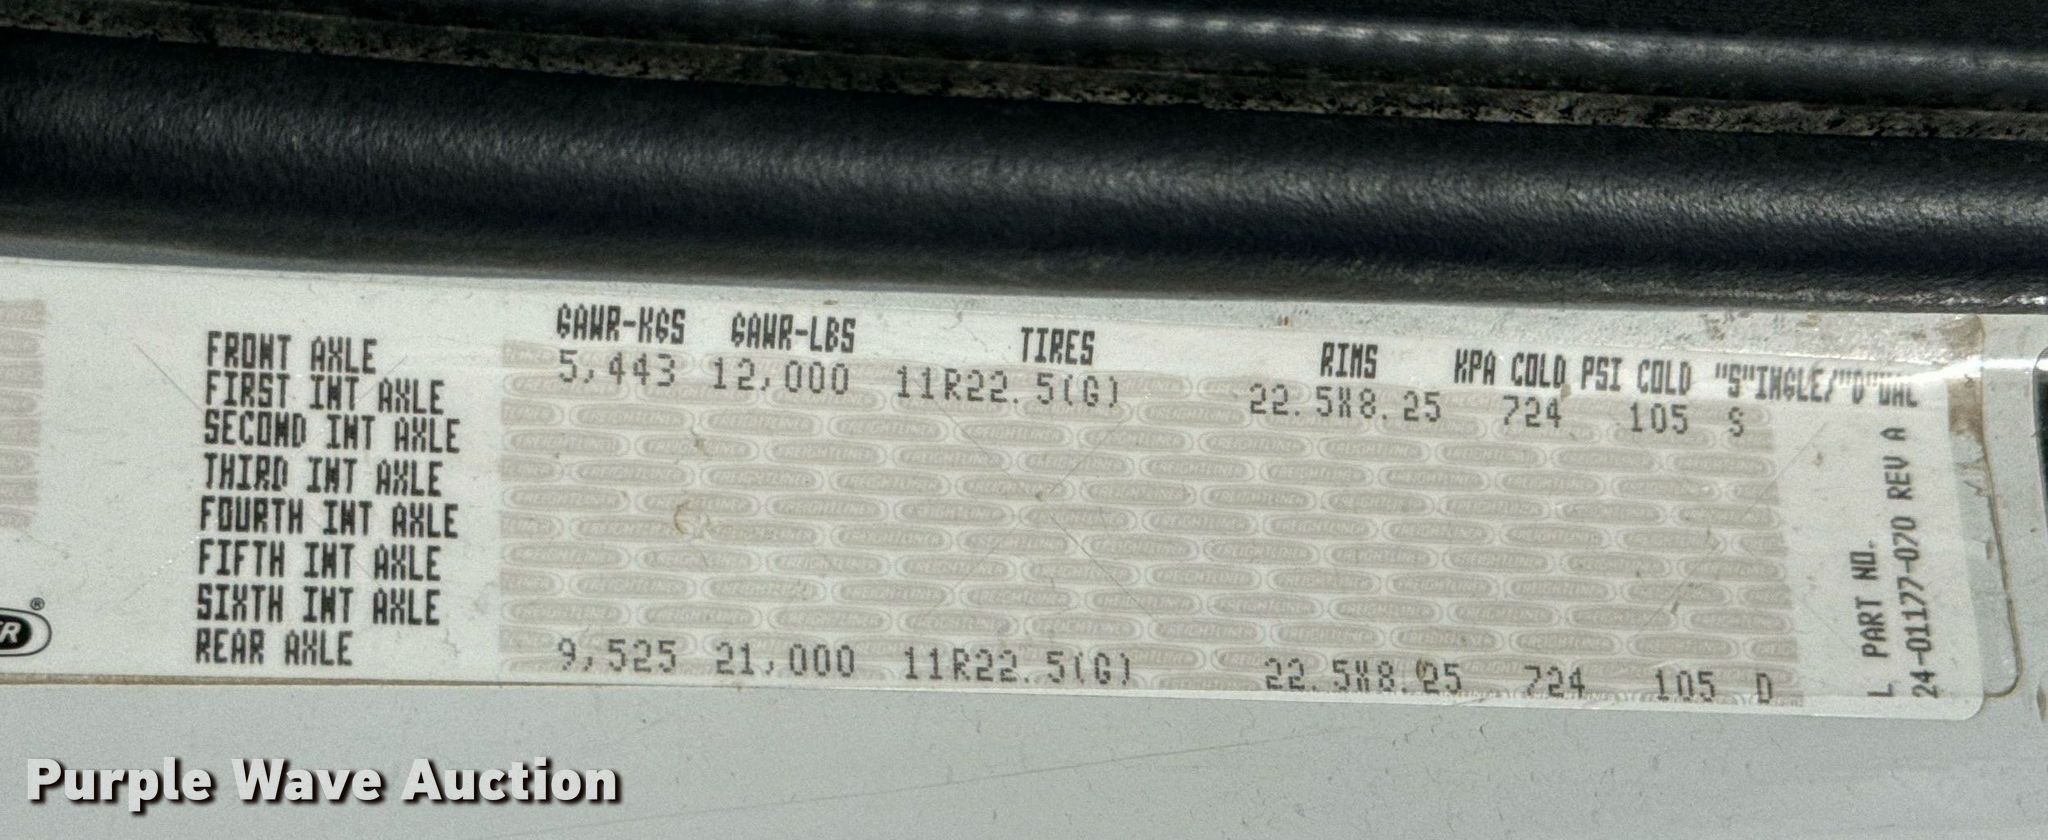 GAWR-KGS GAWR-LBS TIRES RIMS KPA COLD PSI COLD "S"INGLE/"D"UAL
FRONT AXLE 5,443 12,000 11R22.5(G) 22.5X8.25 724 105 S
FIRST INT AXLE
SECOND INT AXLE
THIRD INT AXLE
FOURTH INT AXLE
FIFTH INT AXLE
SIXTH INT AXLE
REAR AXLE 9,525 21,000 11R22.5(G) 22.5X8.25 724 105 D
L PART NO.
24-01177-070 REV A
FREIGHTLINER
®
Purple Wave Auction